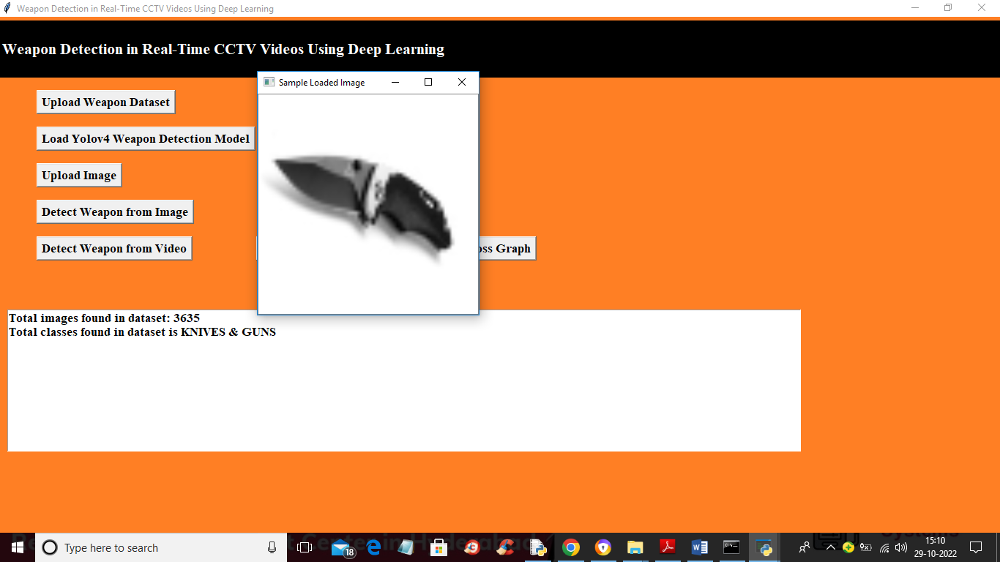 Weapon Detection in Real-Time CCTV Videos Using Deep Learning
Weapon Detection in Real-Time CCTV Videos Using Deep Learning
Sample Loaded Image
Upload Weapon Dataset
Load Yolov4 Weapon Detection Model
Upload Image
Detect Weapon from Image
Detect Weapon from Video
oss Graph
Total images found in dataset: 3635
Total classes found in dataset is KNIVES & GUNS
Type here to search
18
15:10
29-10-2022